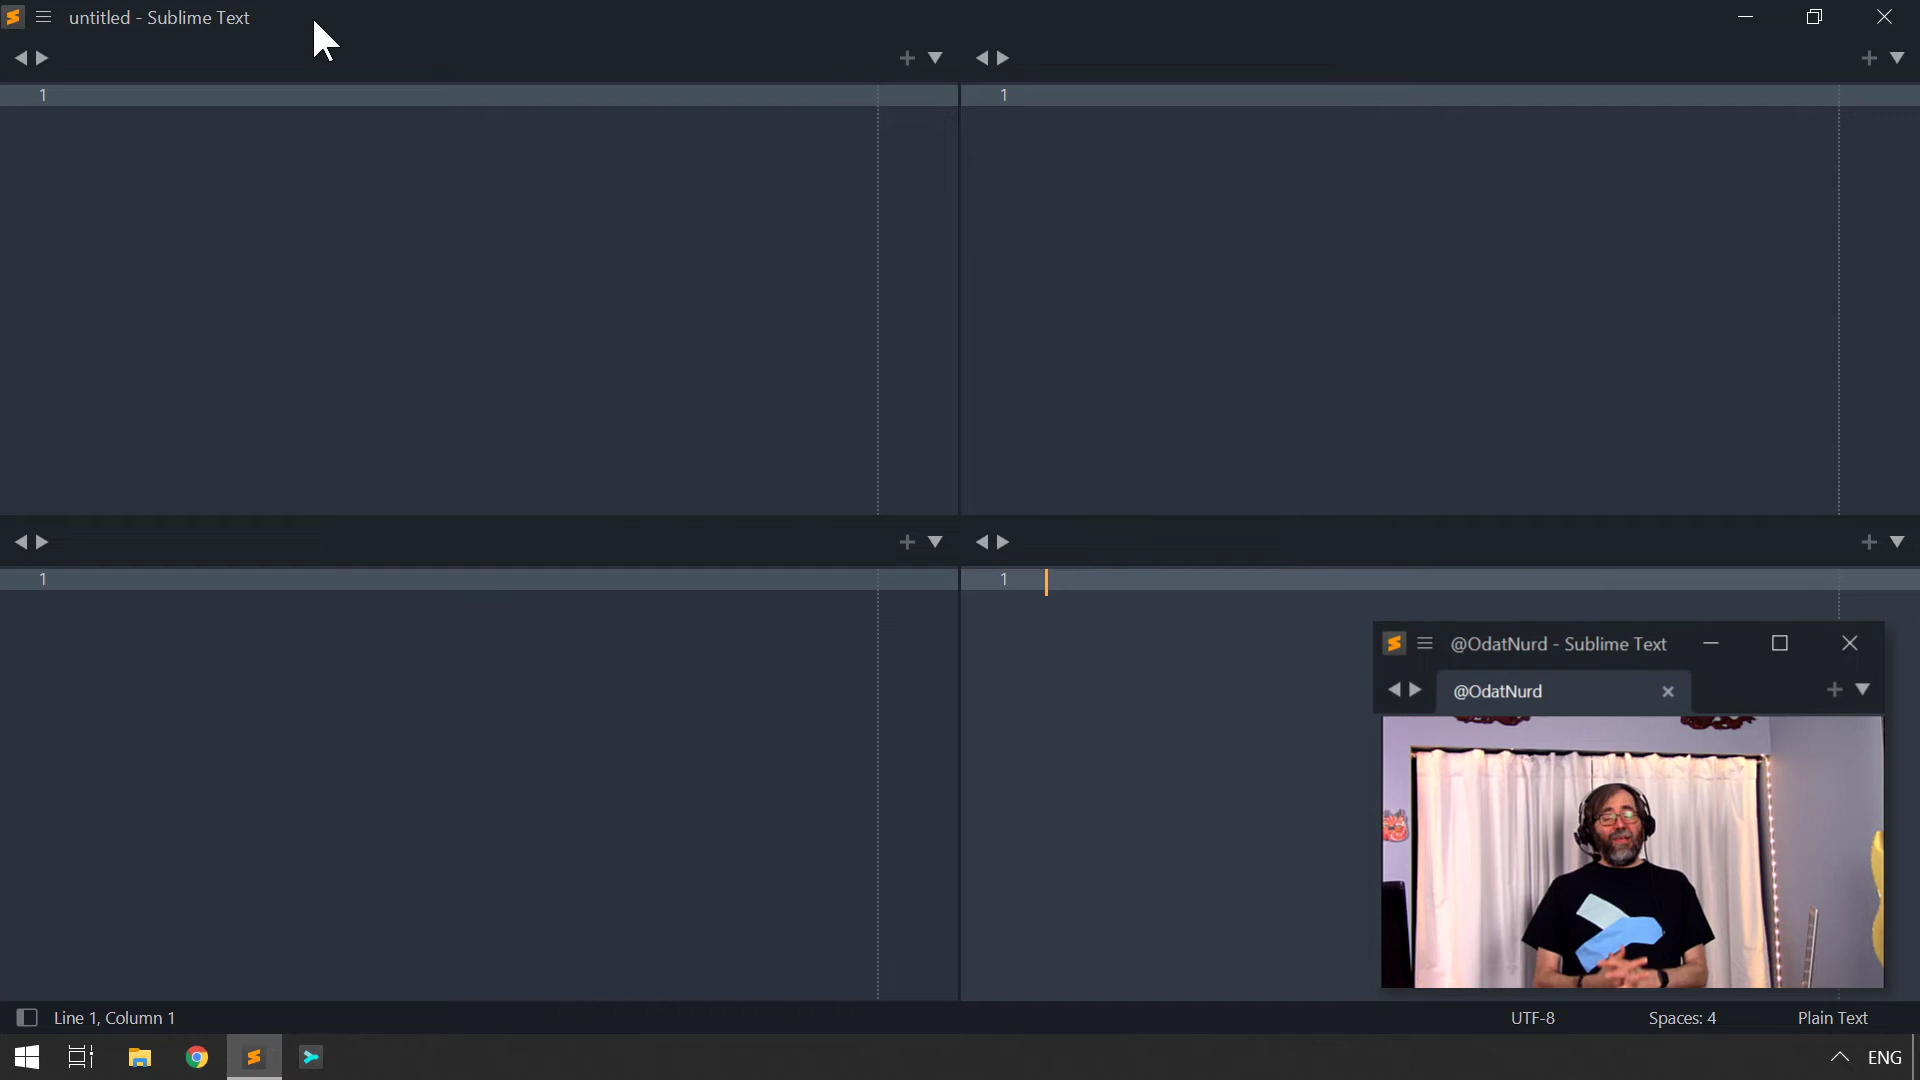 untitled - Sublime Text
1
1
1
1
@OdatNurd - Sublime Text
@OdatNurd
Line 1, Column 1
UTF-8
Spaces: 4
Plain Text
ENG